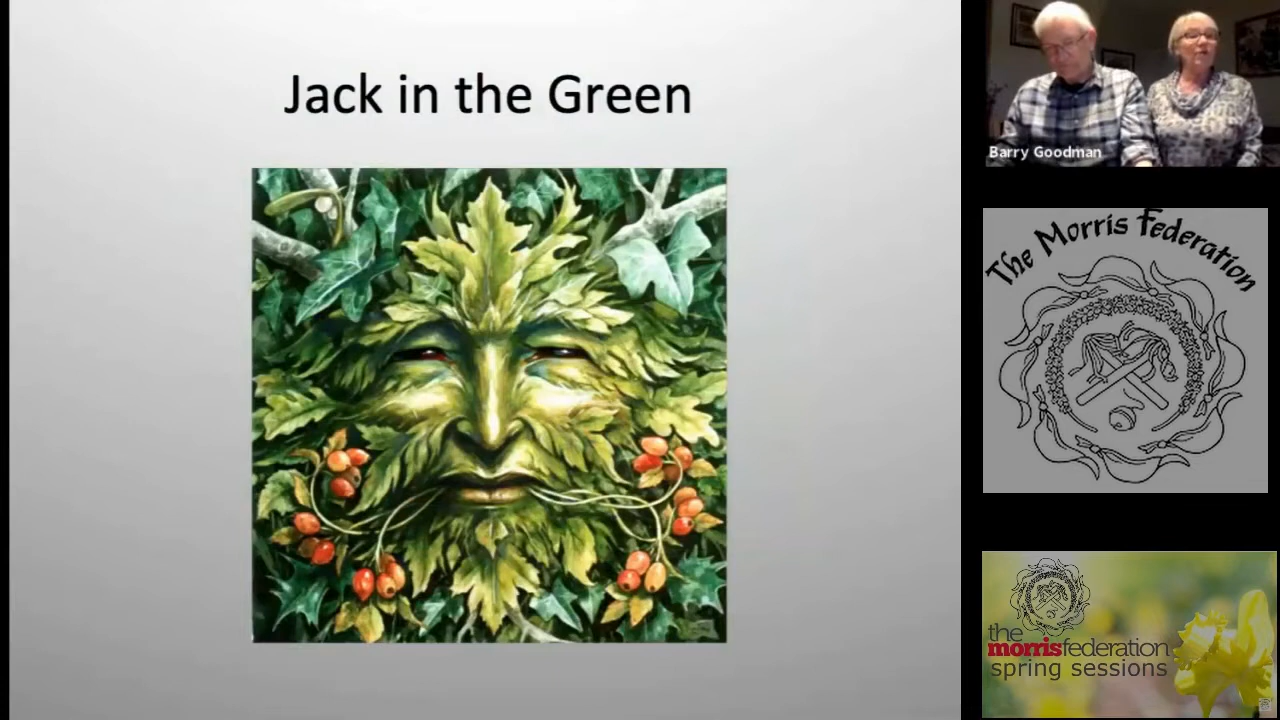 Jack in the Green
Barry Goodman
The Morris Federation
the
morrisfederation
spring sessions